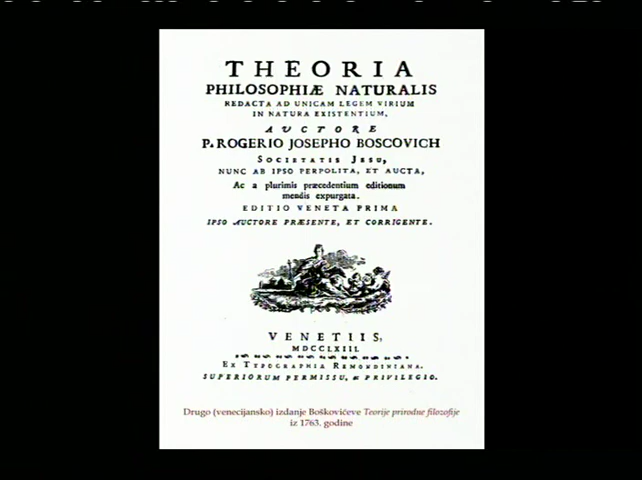 THEORIA
PHILOSOPHIÆ NATURALIS
REDACTA AD UNICAM LEGEM VIRIUM
IN NATURA EXISTENTIUM,
AUCTORE
P. ROGERIO JOSEPHO BOSCOVICH
SOCIETATIS JESU,
NUNC AB IPSO PERPOLITA, ET AUCTA,
Ac a plurimis præcedentium editionum
mendis expurgata.
EDITIO VENETA PRIMA
IPSO AUCTORE PRÆSENTE, ET CORRIGENTE.
VENETIIS,
MDCCLXIII.
EX TYPOGRAPHIA REMONDINIANA.
SUPERIORUM PERMISSU, ac PRIVILEGIO.
Drugo (venecijansko) izdanje Boškovićeve Teorije prirodne filozofije
iz 1763. godine